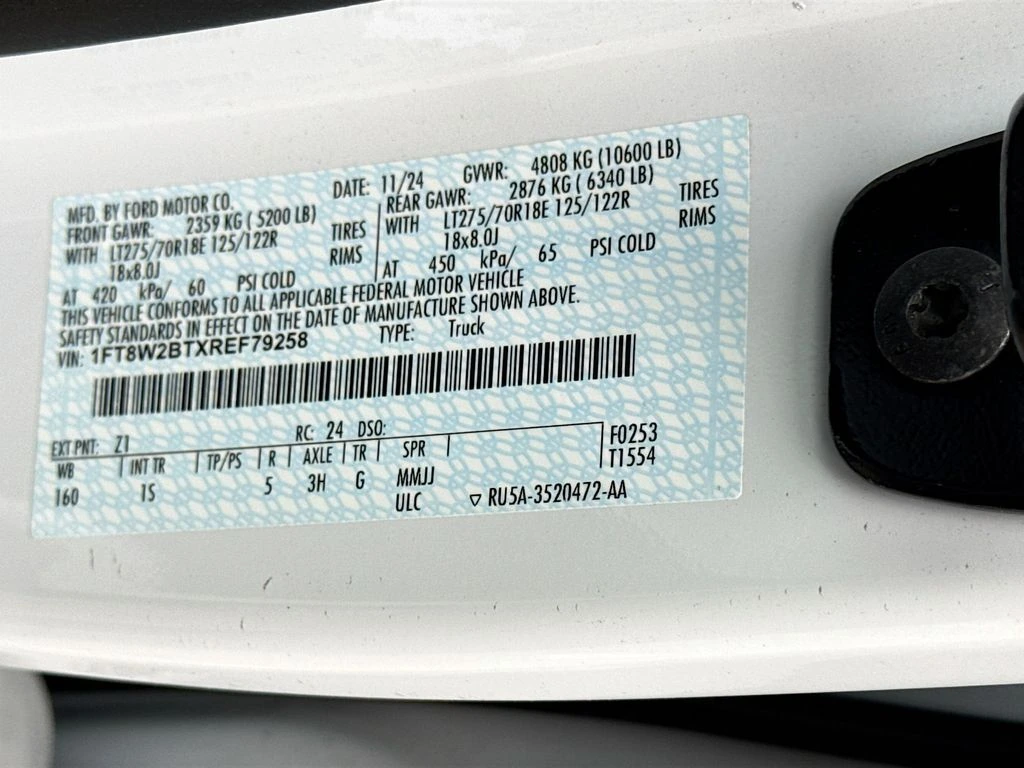 MFD. BY FORD MOTOR CO. DATE: 11/24 GVWR: 4808 KG (10600 LB)
FRONT GAWR: 2359 KG ( 5200 LB) REAR GAWR: 2876 KG ( 6340 LB)
WITH LT275/70R18E 125/122R TIRES WITH LT275/70R18E 125/122R TIRES
18x8.0J RIMS 18x8.0J RIMS
AT 420 kPa/ 60 PSI COLD AT 450 kPa/ 65 PSI COLD
THIS VEHICLE CONFORMS TO ALL APPLICABLE FEDERAL MOTOR VEHICLE
SAFETY STANDARDS IN EFFECT ON THE DATE OF MANUFACTURE SHOWN ABOVE.
VIN: 1FT8W2BTXREF79258 TYPE: Truck
EXT PNT: Z1 RC: 24 DSO: F0253
WB INT TR TP/PS R AXLE TR SPR T1554
160 1S 5 3H G MMJJ
ULC RU5A-3520472-AA